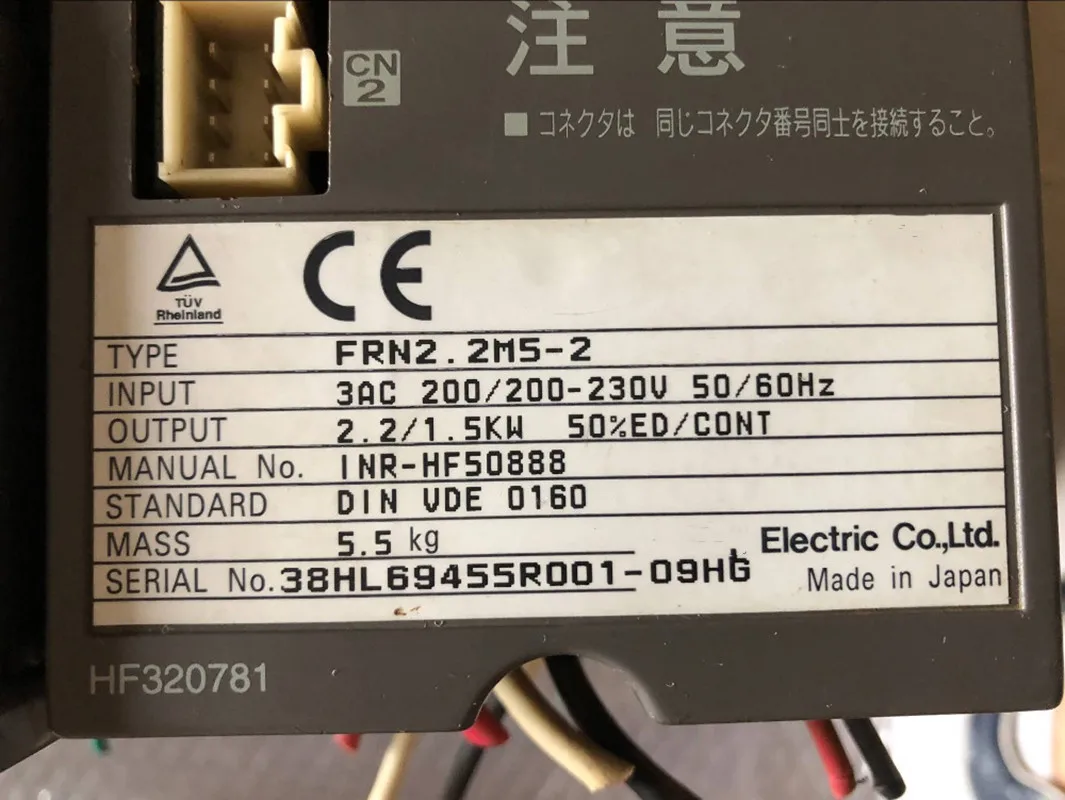 CN
2
注意
■コネクタは 同じコネクタ番号同士を接続すること。
TÜV
Rheinland
CE
TYPE FRN2.2M5-2
INPUT 3AC 200/200-230V 50/60Hz
OUTPUT 2.2/1.5KW 50%ED/CONT
MANUAL No. INR-HF50888
STANDARD DIN VDE 0160
MASS 5.5 kg
Electric Co.,Ltd.
SERIAL No. 38HL69455R001-09HG
Made in Japan
HF320781